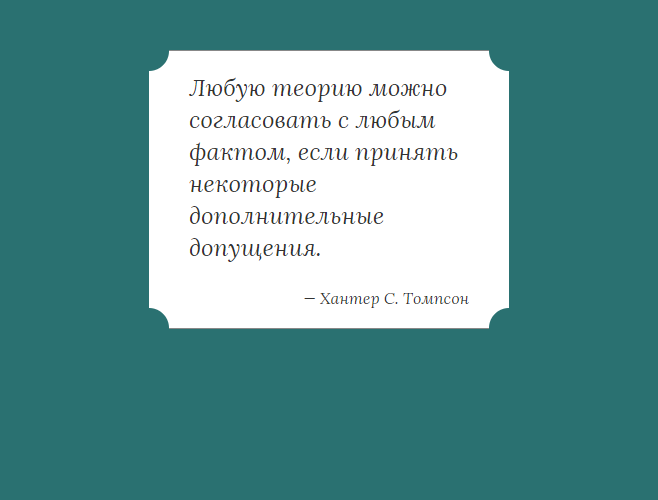 Любую теорию можно
согласовать с любым
фактом, если принять
некоторые
дополнительные
допущения.
— Хантер С. Томпсон